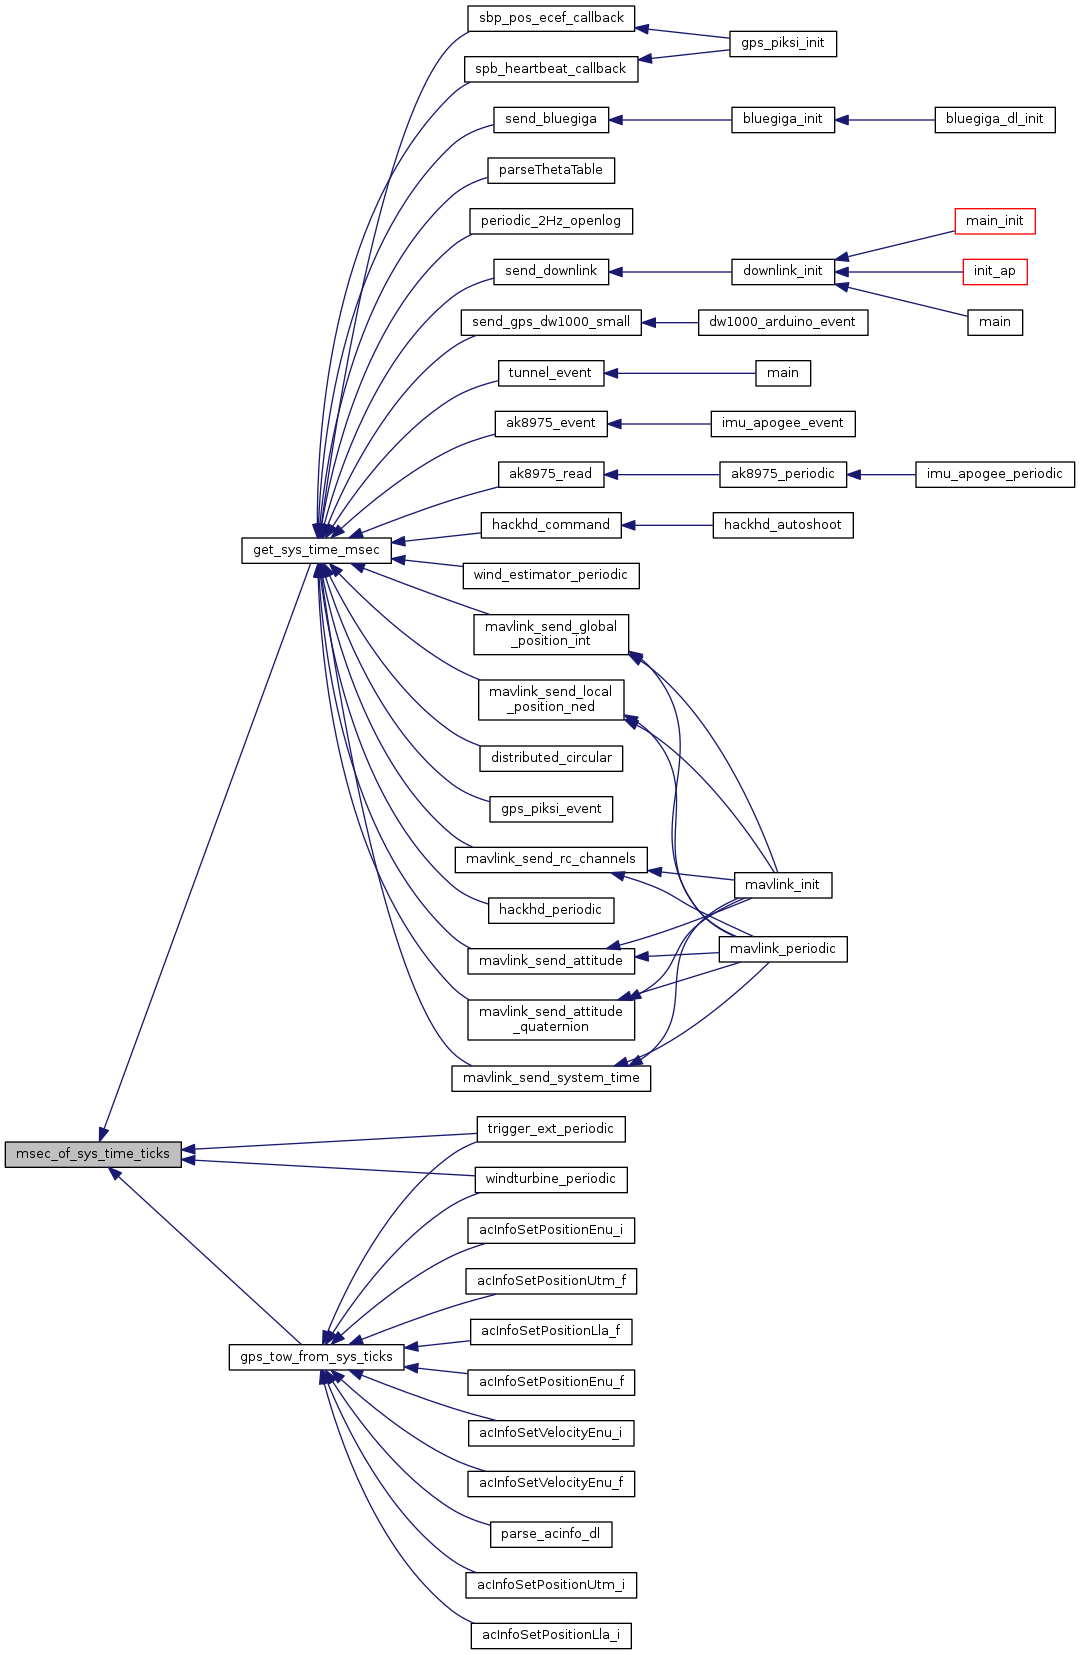 sbp_pos_ecef_callback
gps_piksi_init
spb_heartbeat_callback
send_bluegiga
bluegiga_init
bluegiga_dl_init
parseThetaTable
periodic_2Hz_openlog
main_init
send_downlink
downlink_init
init_ap
send_gps_dw1000_small
dw1000_arduino_event
main
tunnel_event
main
ak8975_event
imu_apogee_event
ak8975_read
ak8975_periodic
imu_apogee_periodic
hackhd_command
hackhd_autoshoot
get_sys_time_msec
wind_estimator_periodic
mavlink_send_global
_position_int
mavlink_send_local
_position_ned
distributed_circular
gps_piksi_event
mavlink_send_rc_channels
mavlink_init
hackhd_periodic
mavlink_periodic
mavlink_send_attitude
mavlink_send_attitude
_quaternion
mavlink_send_system_time
trigger_ext_periodic
msec_of_sys_time_ticks
windturbine_periodic
acInfoSetPositionEnu_i
acInfoSetPositionUtm_f
acInfoSetPositionLla_f
gps_tow_from_sys_ticks
acInfoSetPositionEnu_f
acInfoSetVelocityEnu_i
acInfoSetVelocityEnu_f
parse_acinfo_dl
acInfoSetPositionUtm_i
acInfoSetPositionLla_i